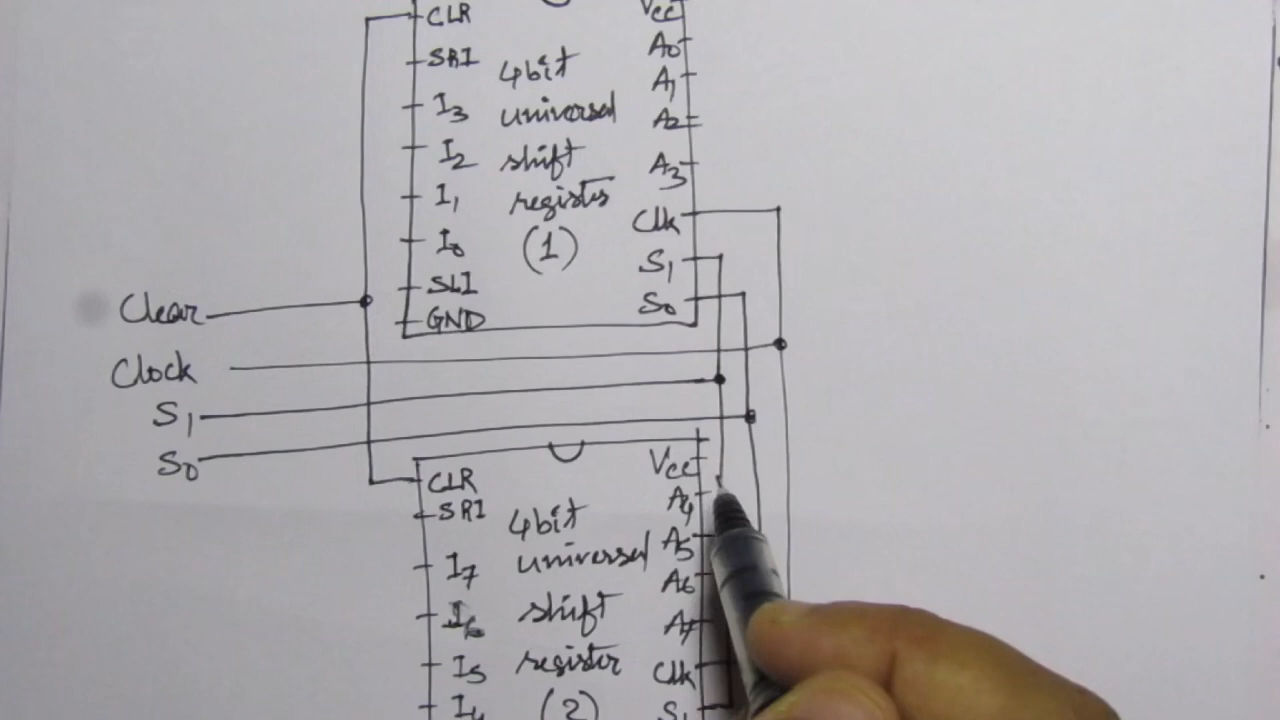 CLR
Vcc
SRI
4bit
A0
I3
universal
A1
I2
shift
A2
I1
register
A3
I0
(1)
Clk
SLI
S1
GND
S0
Clear
Clock
S1
S0
CLR
Vcc
SRI
4bit
A4
I7
universal
A5
I6
shift
A6
I5
register
A7
I4
(2)
Clk
S1